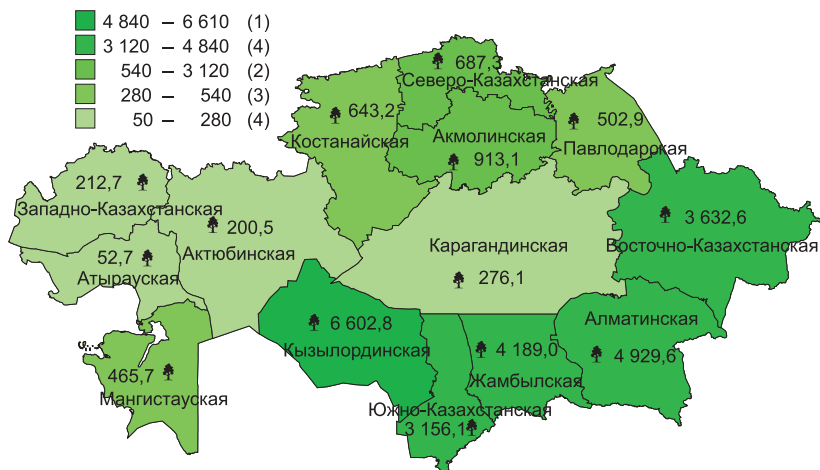 4 840 – 6 610 (1)
3 120 – 4 840 (4)
540 – 3 120 (2)
280 – 540 (3)
50 – 280 (4)
687,3
Северо-Казахстанская
643,2
Костанайская
Акмолинская
913,1
502,9
Павлодарская
212,7
Западно-Казахстанская
200,5
Актюбинская
52,7
Атырауская
Карагандинская
276,1
3 632,6
Восточно-Казахстанская
465,7
Мангистауская
6 602,8
Кызылординская
4 189,0
Жамбылская
Алматинская
4 929,6
Южно-Казахстанская
3 156,1